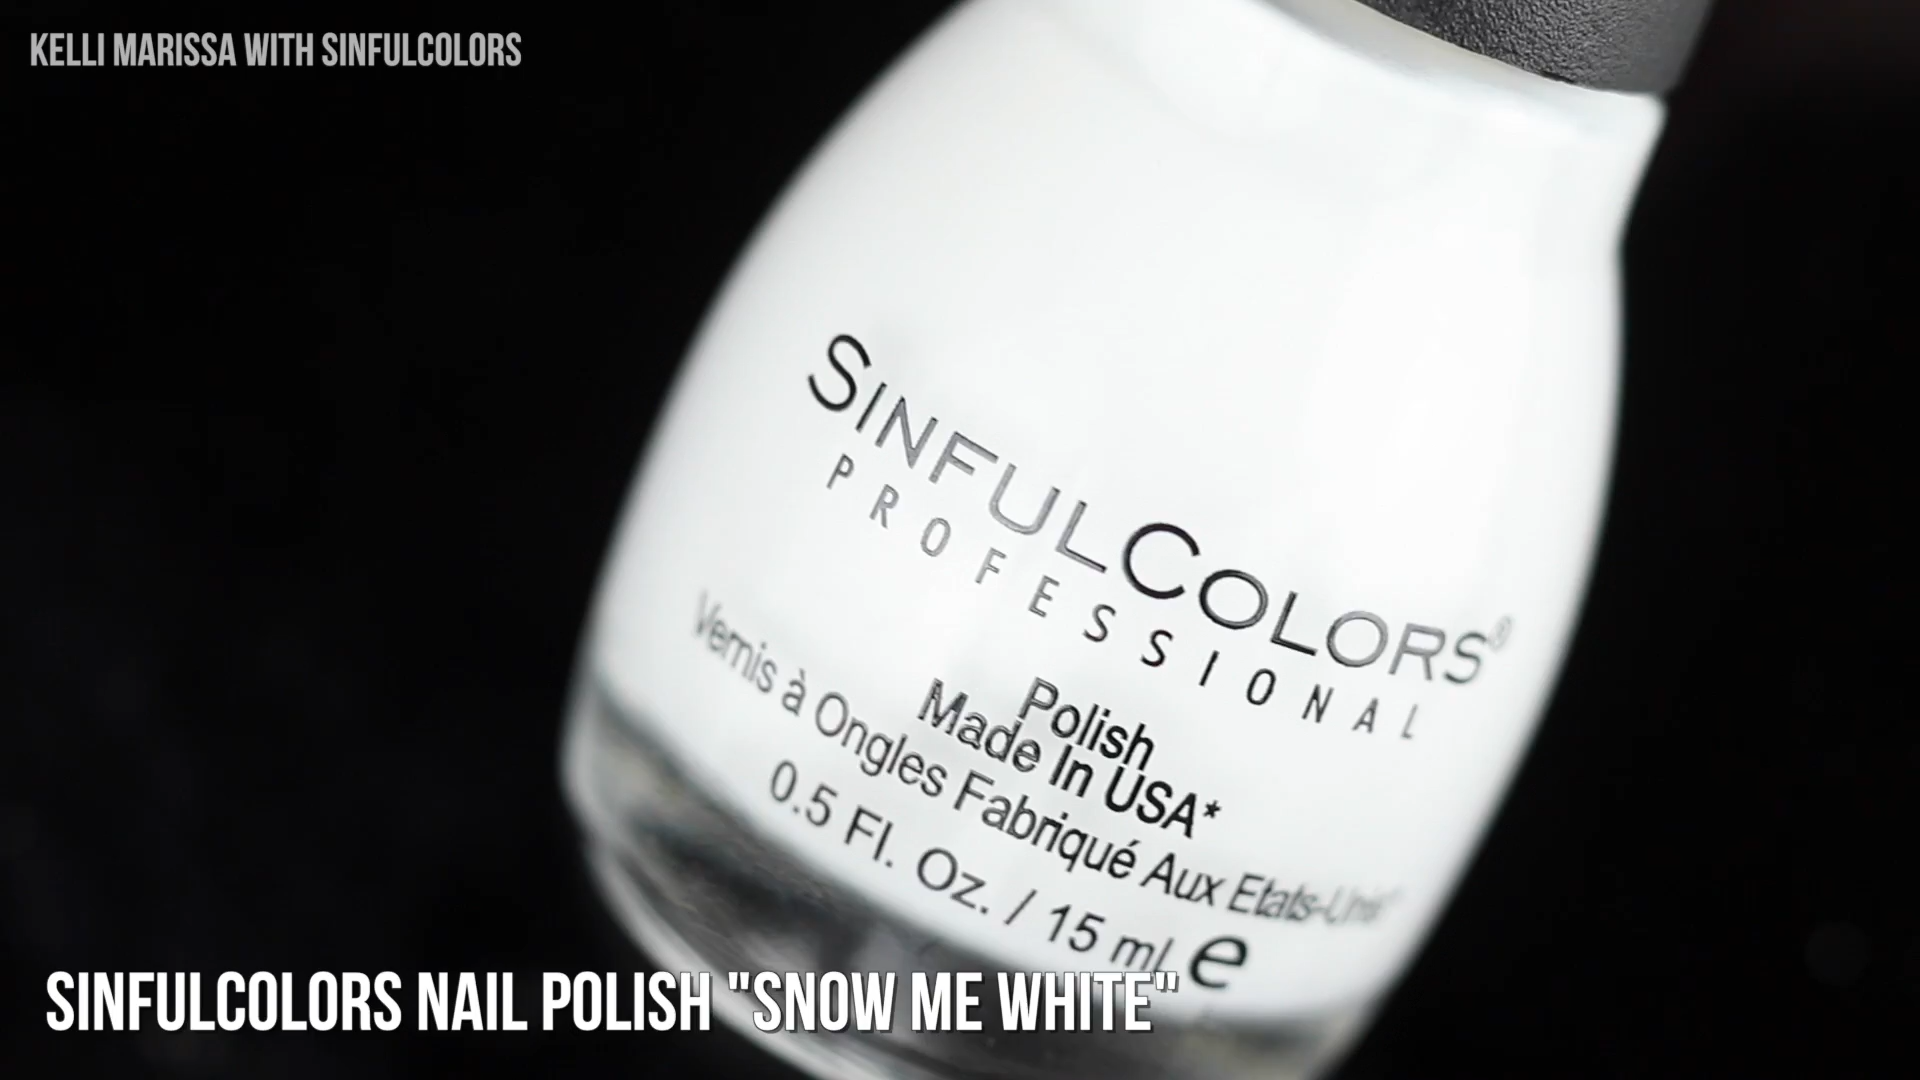 KELLI MARISSA WITH SINFULCOLORS
SINFULCOLORS®
PROFESSIONAL
Polish
Made In USA*
Vernis à Ongles Fabriqué Aux Etats-Unis*
0.5 Fl. Oz. / 15 ml e
SINFULCOLORS NAIL POLISH "SNOW ME WHITE"